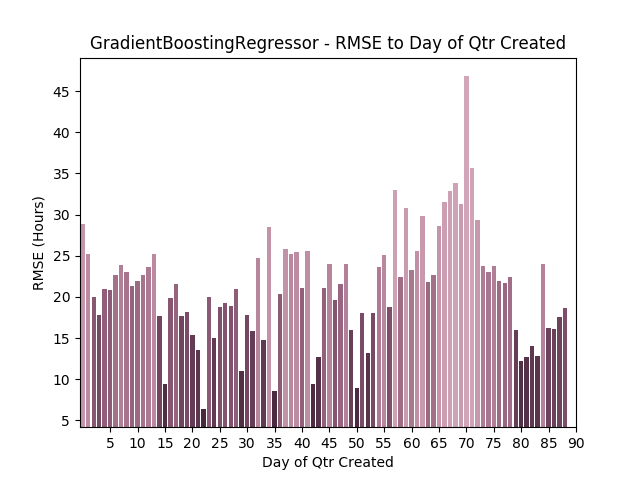 GradientBoostingRegressor - RMSE to Day of Qtr Created
45
40
35
30
25
20
15
10
5
RMSE (Hours)
5 10 15 20 25 30 35 40 45 50 55 60 65 70 75 80 85 90
Day of Qtr Created